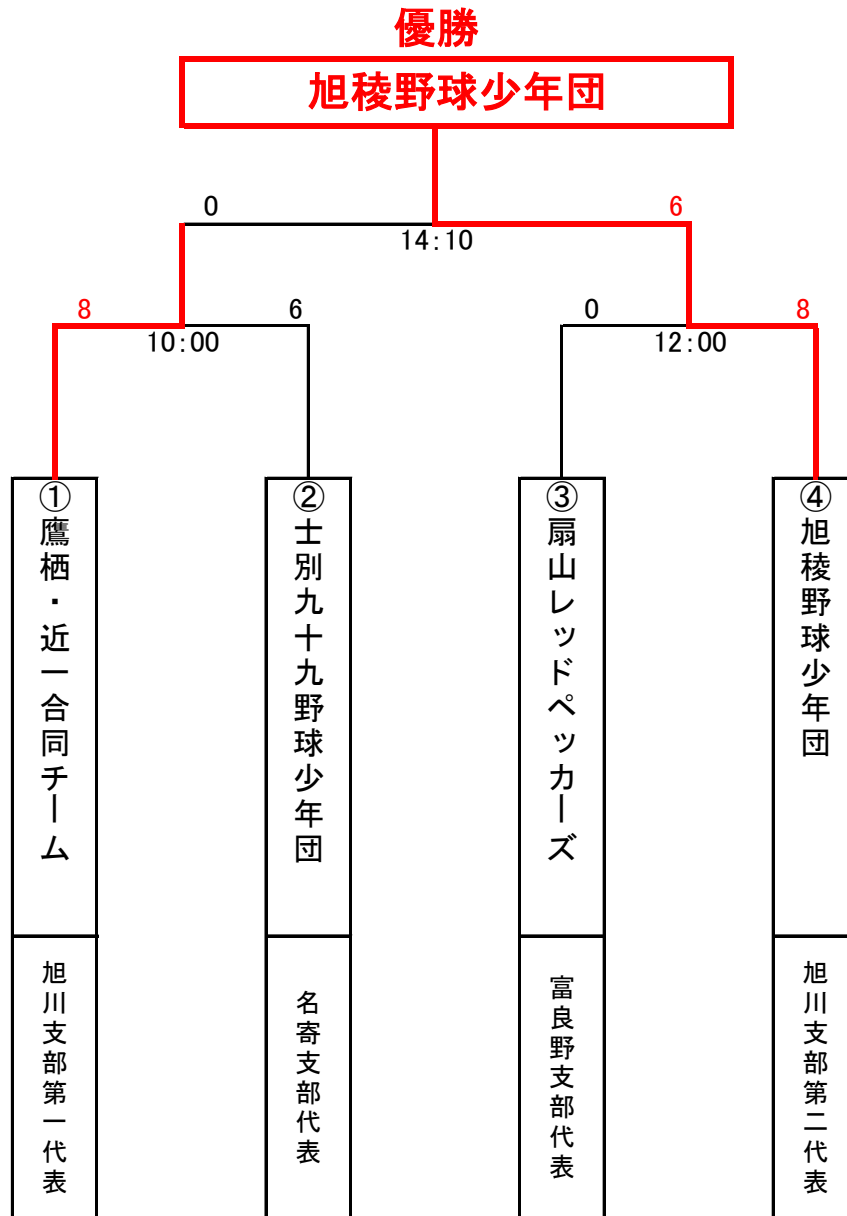 優勝
旭稜野球少年団
0
6
14:10
8
6
0
8
10:00
12:00
①鷹栖・近一合同チーム
②士別九十九野球少年団
③扇山レッドペッカーズ
④旭稜野球少年団
旭川支部第一代表
名寄支部代表
富良野支部代表
旭川支部第二代表